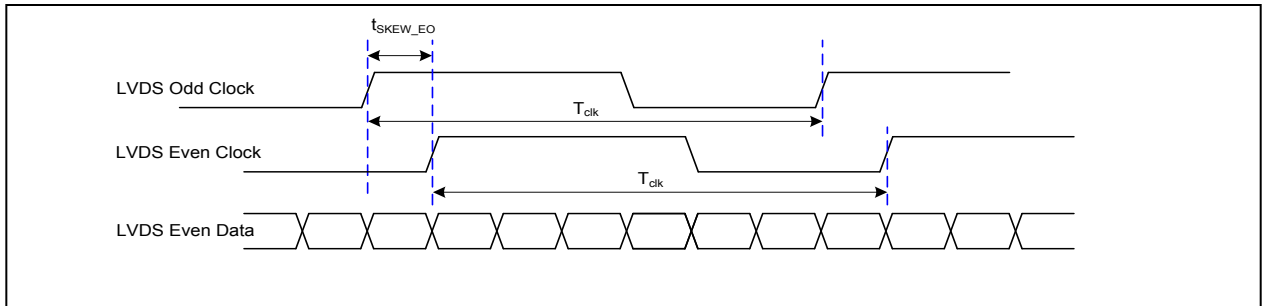 tSKEW_EO
LVDS Odd Clock
Tclk
LVDS Even Clock
Tclk
LVDS Even Data